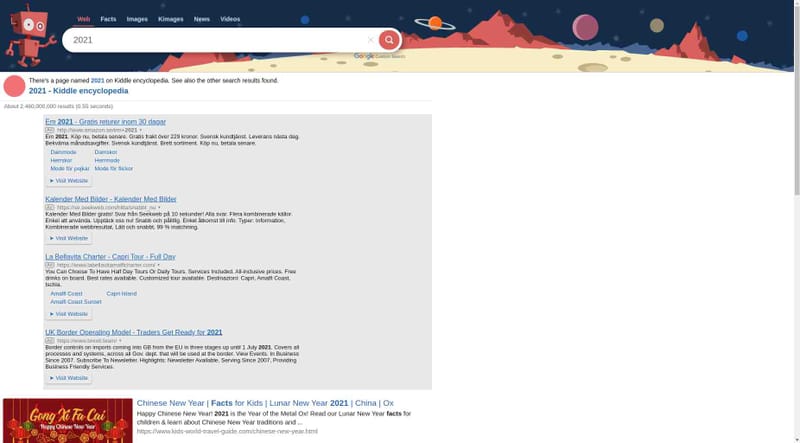 Web Facts Images Kimages News Videos
2021
Google Custom Search
There's a page named 2021 on Kiddle encyclopedia. See also the other search results found.
2021 - Kiddle encyclopedia
About 2,460,000,000 results (0.55 seconds)
Em 2021 - Gratis returer inom 30 dagar
Ad http://www.amazon.se/em+2021
Em 2021. Köp nu, betala senare. Gratis frakt över 229 kronor. Svensk kundtjänst. Leverans nästa dag.
Bekväma månadsavgifter. Svensk kundtjänst. Brett sortiment. Köp nu, betala senare.
Dammode Damskor
Herrskor Herrmode
Mode för pojkar Mode för flickor
➤ Visit Website
Kalender Med Bilder - Kalender Med Bilder
Ad
Kalender Med Bilder gratis! Svar från Seekweb på 10 sekunder! Alla svar. Flera kombinerade källor.
Enkel att använda. Upptäck oss nu! Snabb och pålitlig. Enkel åtkomst till info. Typer: Information,
Kombinerade webbresultat, Lätt och snabbt, 99 % matchning.
➤ Visit Website
La Bellavita Charter - Capri Tour - Full Day
Ad https://www.labellavitaamalficharter.com/
You Can Choose To Have Half Day Tours Or Daily Tours. Services Included. All-inclusive prices. Free
drinks on board. Best rates available. Customized tour available. Destinazioni: Capri, Amalfi Coast,
Ischia.
Amalfi Coast Capri Island
Amalfi Coast Sunset
➤ Visit Website
UK Border Operating Model - Traders Get Ready for 2021
Ad https://www.brexit.team/
Border controls on imports coming into GB from the EU in three stages up until 1 July 2021. Covers all
processes and systems, across all Gov. dept. that will be used at the border. View Events. In Business
Since 2007. Subscribe To Newsletter. Highlights: Newsletter Available, Serving Since 2007, Providing
Business Friendly Services.
➤ Visit Website
Gong Xi Fa Cai
Happy Chinese New Year
Chinese New Year | Facts for Kids | Lunar New Year 2021 | China | Ox
Happy Chinese New Year! 2021 is the Year of the Metal Ox! Read our Lunar New Year facts for
children & learn about Chinese New Year traditions and ...
https://www.kids-world-travel-guide.com/chinese-new-year.html